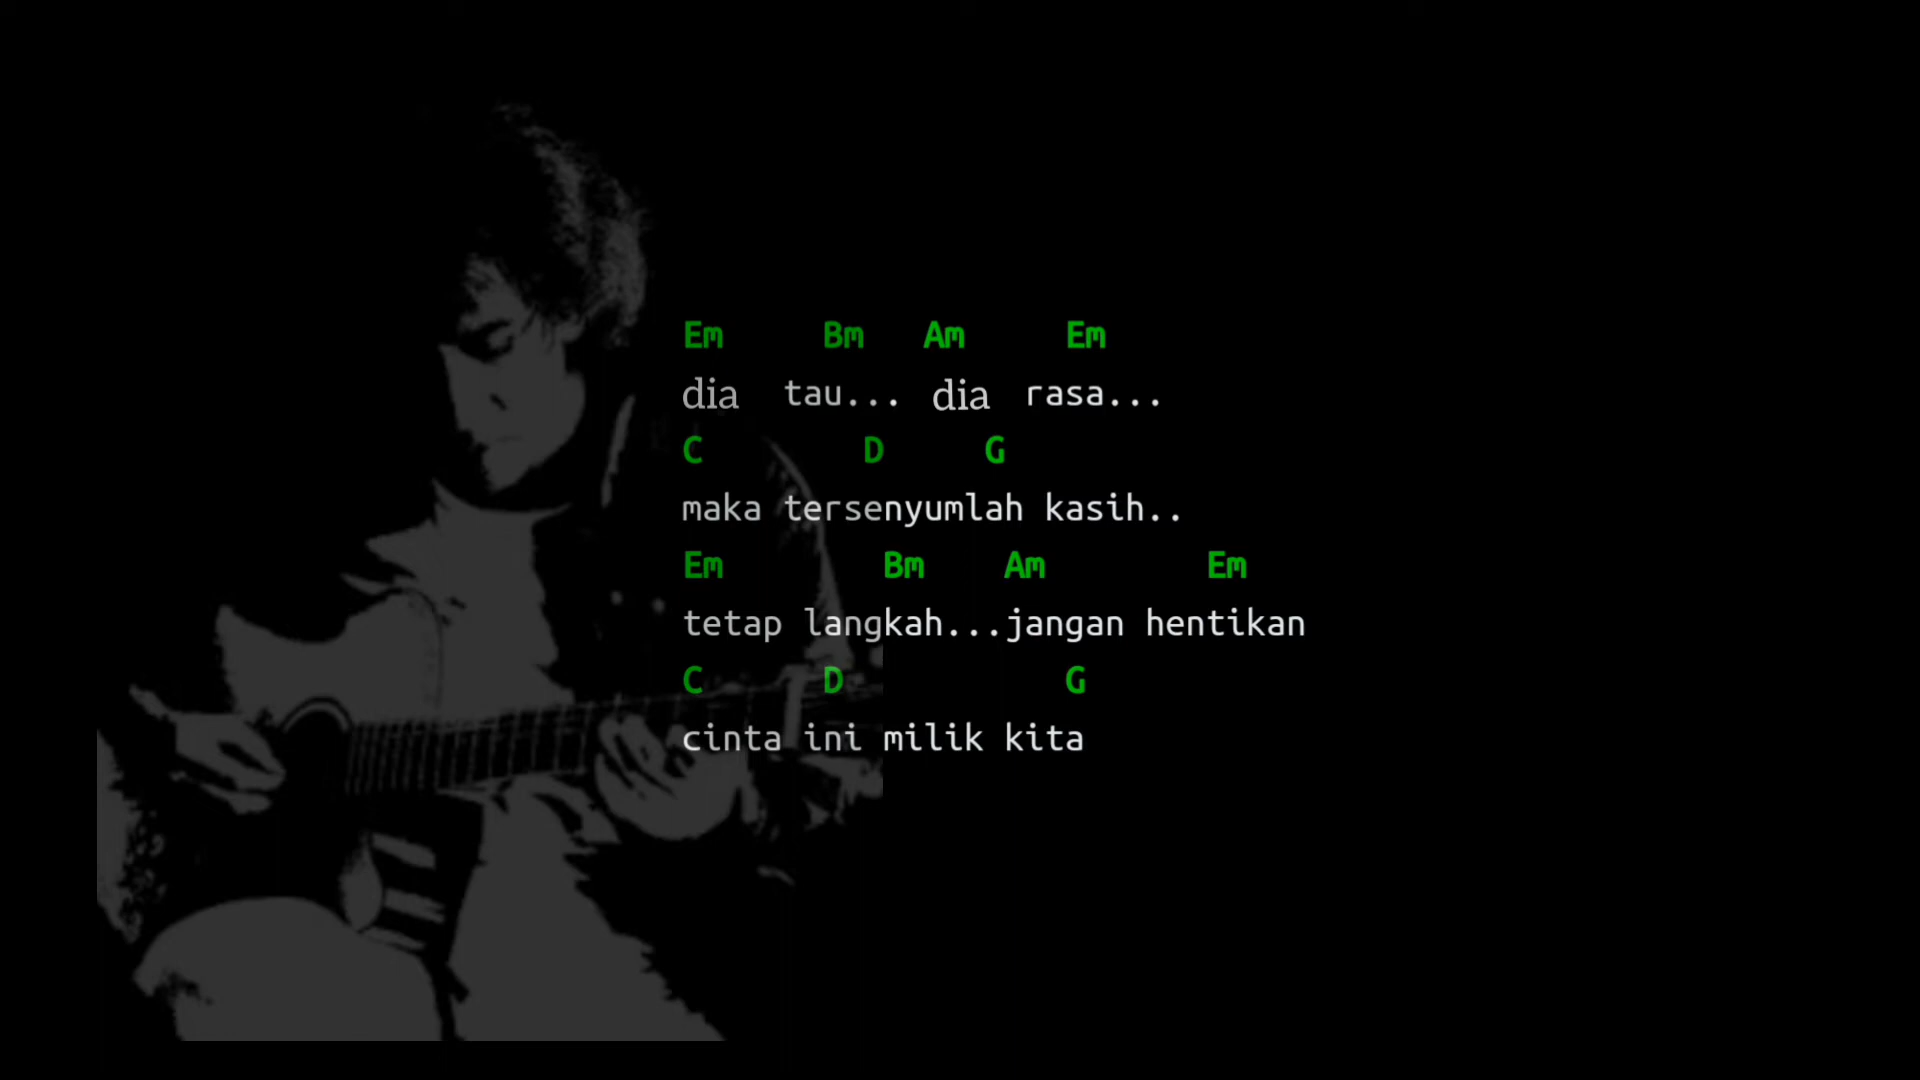 Em Bm Am Em
dia tau... dia rasa...
C D G
maka tersenyumlah kasih..
Em Bm Am Em
tetap langkah...jangan hentikan
C D G
cinta ini milik kita